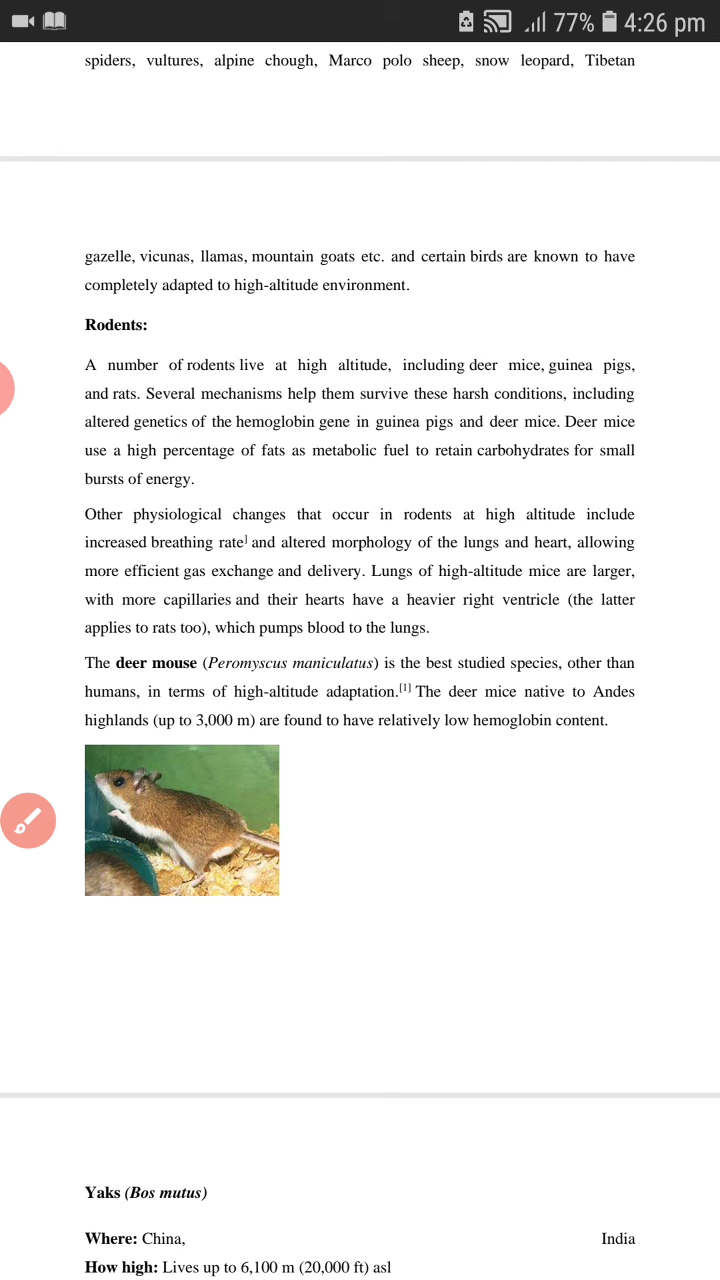 77% 4:26 pm
spiders, vultures, alpine chough, Marco polo sheep, snow leopard, Tibetan
gazelle, vicunas, llamas, mountain goats etc. and certain birds are known to have
completely adapted to high-altitude environment.
Rodents:
A number of rodents live at high altitude, including deer mice, guinea pigs,
and rats. Several mechanisms help them survive these harsh conditions, including
altered genetics of the hemoglobin gene in guinea pigs and deer mice. Deer mice
use a high percentage of fats as metabolic fuel to retain carbohydrates for small
bursts of energy.
Other physiological changes that occur in rodents at high altitude include
increased breathing rate] and altered morphology of the lungs and heart, allowing
more efficient gas exchange and delivery. Lungs of high-altitude mice are larger,
with more capillaries and their hearts have a heavier right ventricle (the latter
applies to rats too), which pumps blood to the lungs.
The deer mouse (Peromyscus maniculatus) is the best studied species, other than
humans, in terms of high-altitude adaptation.[1] The deer mice native to Andes
highlands (up to 3,000 m) are found to have relatively low hemoglobin content.
Yaks (Bos mutus)
Where: China, India
How high: Lives up to 6,100 m (20,000 ft) asl